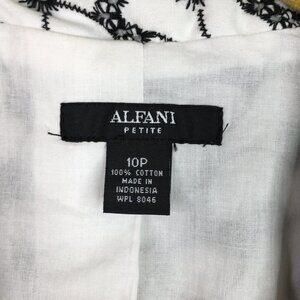 ALFANI
PETITE
10P
100% COTTON
MADE IN
INDONESIA
WPL 8046